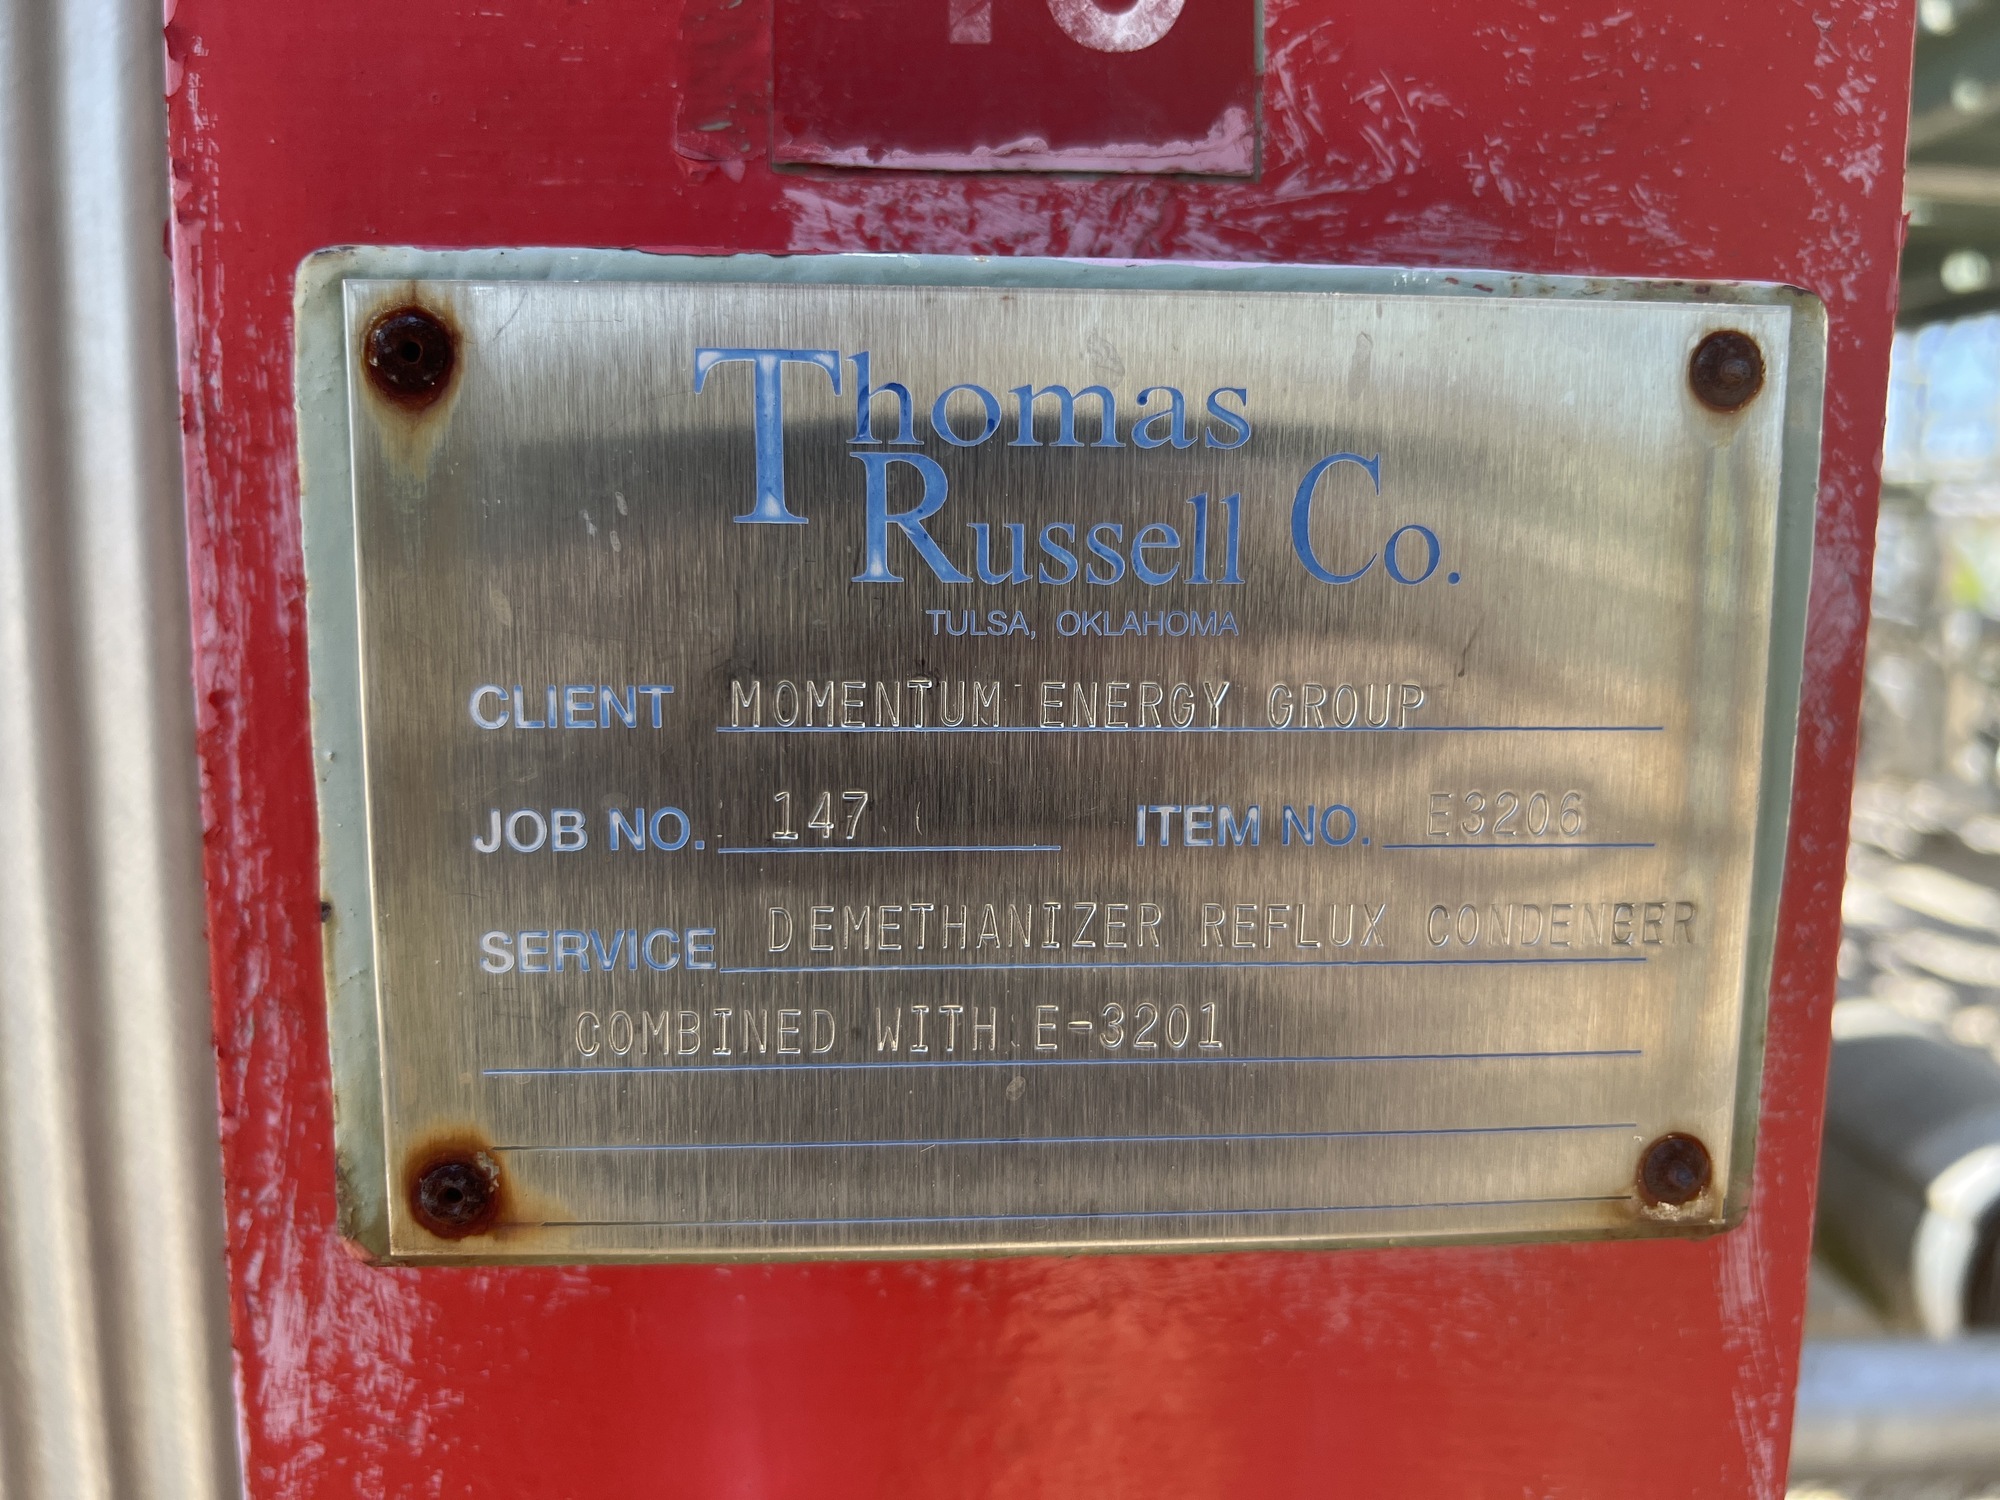 Thomas
Russell Co.
TULSA, OKLAHOMA
CLIENT MOMENTUM ENERGY GROUP
JOB NO. 147 ITEM NO. E3206
SERVICE DEMETHANIZER REFLUX CONDENSER
COMBINED WITH E-3201